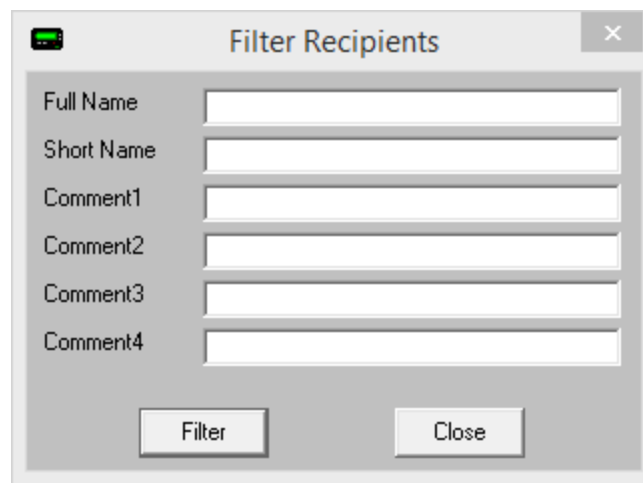 Filter Recipients
Full Name
Short Name
Comment1
Comment2
Comment3
Comment4
Filter Close